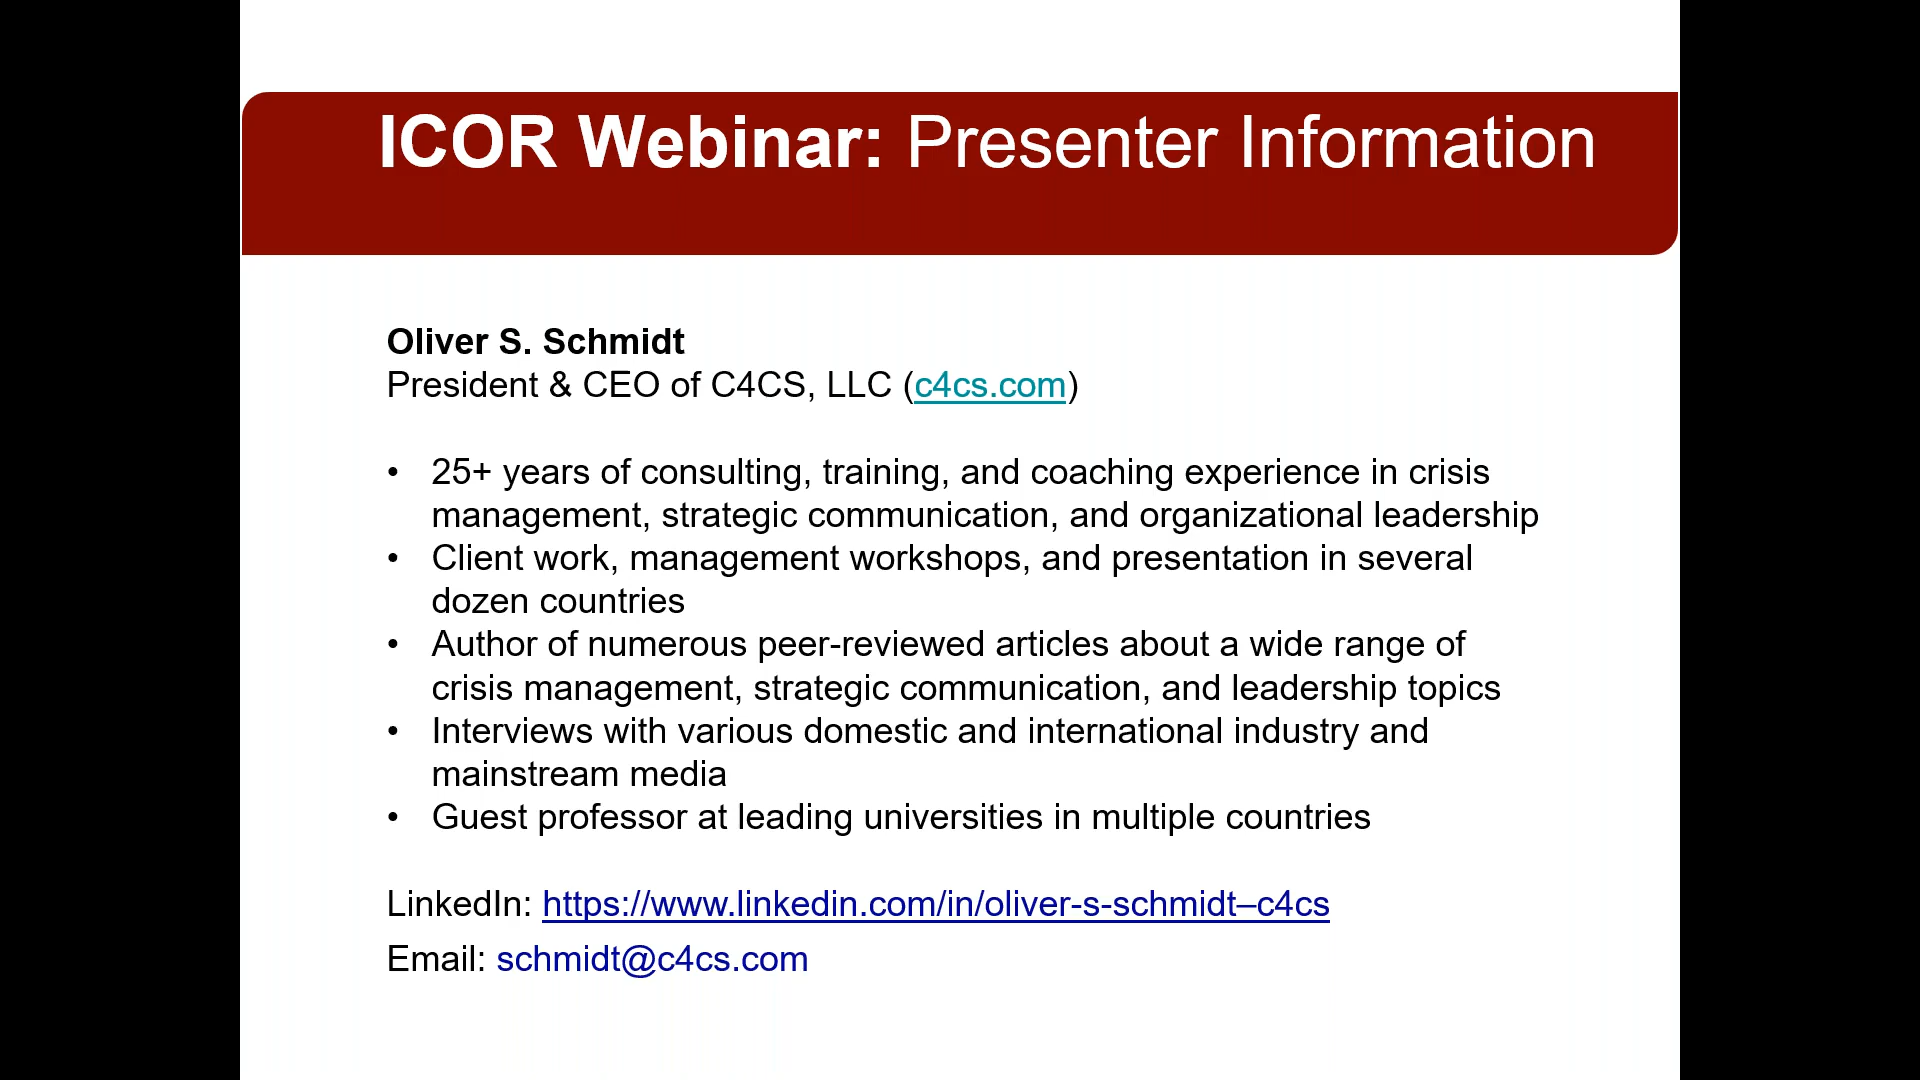 ICOR Webinar: Presenter Information
Oliver S. Schmidt
President & CEO of C4CS, LLC (c4cs.com)
• 25+ years of consulting, training, and coaching experience in crisis
management, strategic communication, and organizational leadership
• Client work, management workshops, and presentation in several
dozen countries
• Author of numerous peer-reviewed articles about a wide range of
crisis management, strategic communication, and leadership topics
• Interviews with various domestic and international industry and
mainstream media
• Guest professor at leading universities in multiple countries
LinkedIn: https://www.linkedin.com/in/oliver-s-schmidt–c4cs
Email: schmidt@c4cs.com